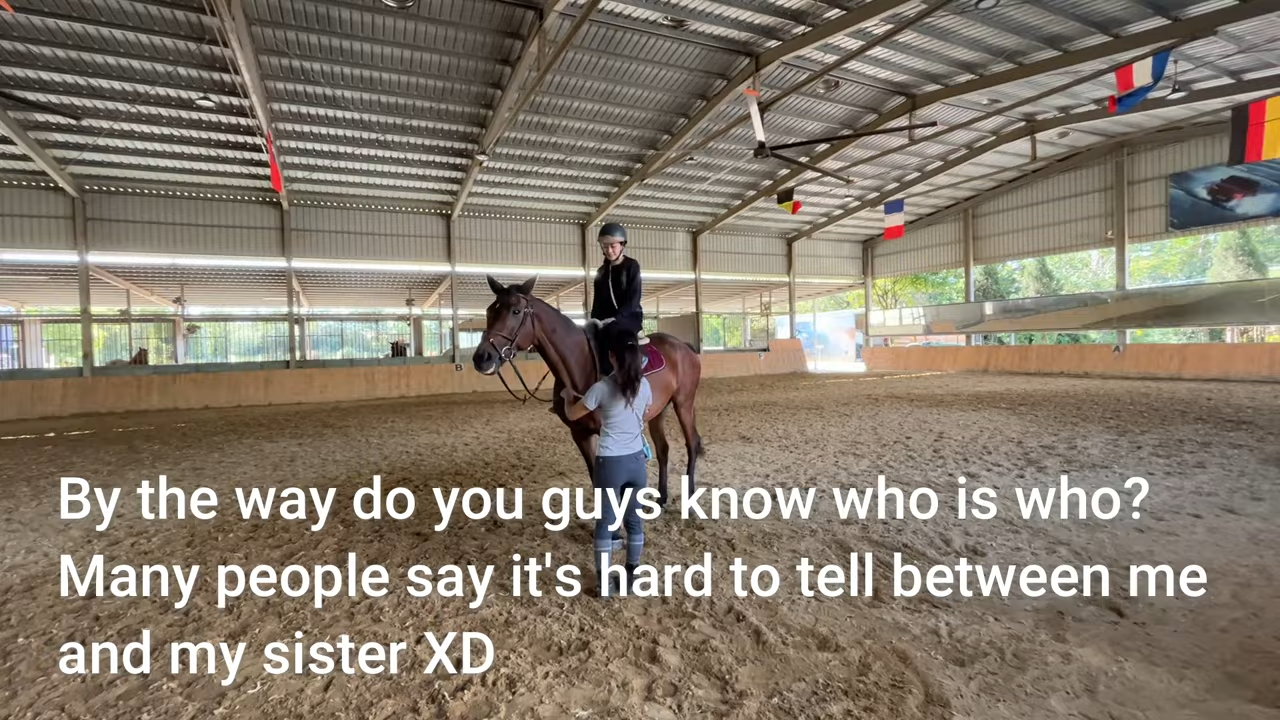 B
By the way do you guys know who is who?
Many people say it's hard to tell between me
and my sister XD